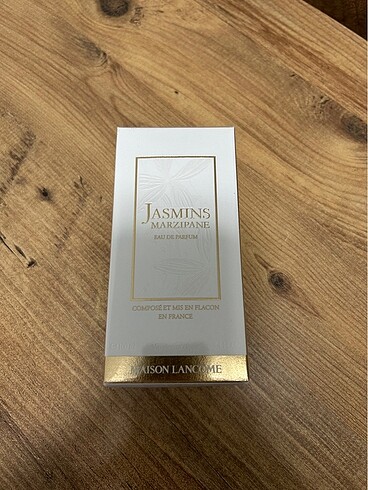 JASMINS
MARZIPANE
EAU DE PARFUM
COMPOSÉ ET MIS EN FLACON
EN FRANCE
MAISON LANCÔME